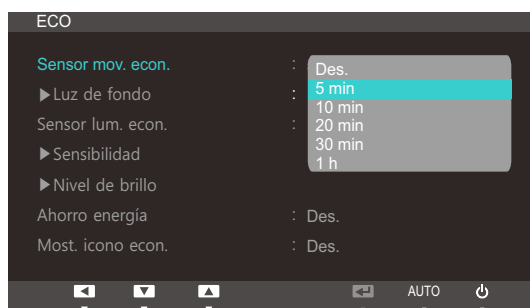 ECO
Sensor mov. econ. : Des.
▶Luz de fondo : 5 min
10 min
Sensor lum. econ. : 20 min
▶Sensibilidad 30 min
1 h
▶Nivel de brillo
Ahorro energía : Des.
Most. icono econ. : Des.
AUTO